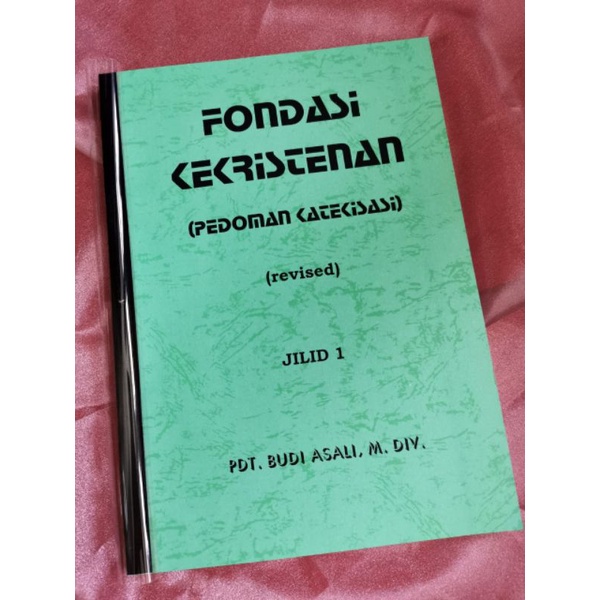 FONDASi
KEKRiSTENAN
(PEDOMAN KATEKiSASi)
(revised)
JILID 1
PDT. BUDI ASALI, M. DIV.